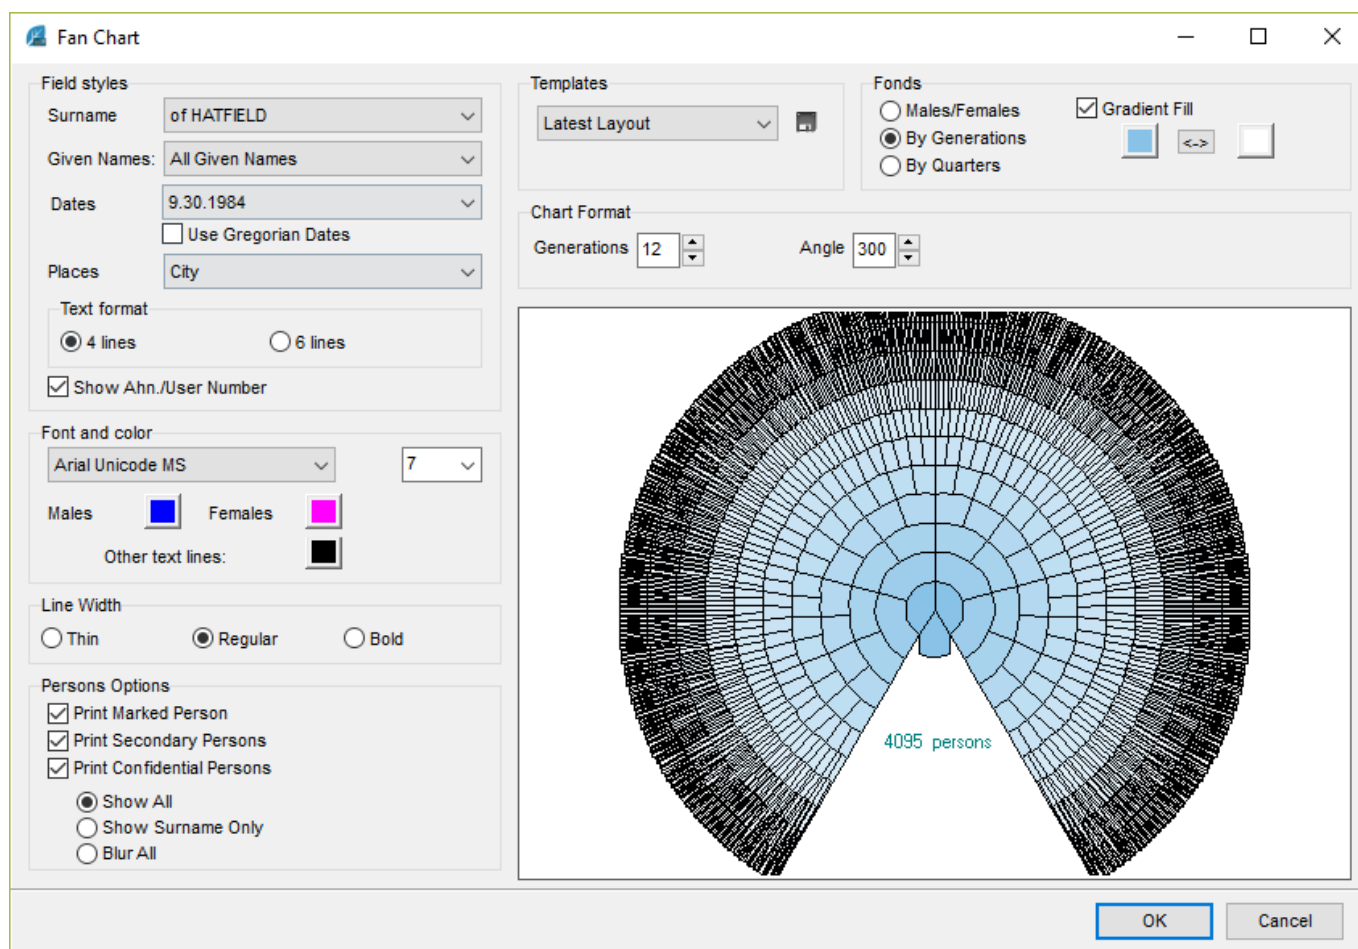 Fan Chart
Field styles
Surname
of HATFIELD
Given Names:
All Given Names
Dates
9.30.1984
Use Gregorian Dates
Places
City
Text format
4 lines
6 lines
Show Ahn./User Number
Font and color
Arial Unicode MS
7
Males
Females
Other text lines:
Line Width
Thin
Regular
Bold
Persons Options
Print Marked Person
Print Secondary Persons
Print Confidential Persons
Show All
Show Surname Only
Blur All
Templates
Latest Layout
Fonds
Males/Females
By Generations
By Quarters
Gradient Fill
<->
Chart Format
Generations
12
Angle
300
4095 persons
OK
Cancel